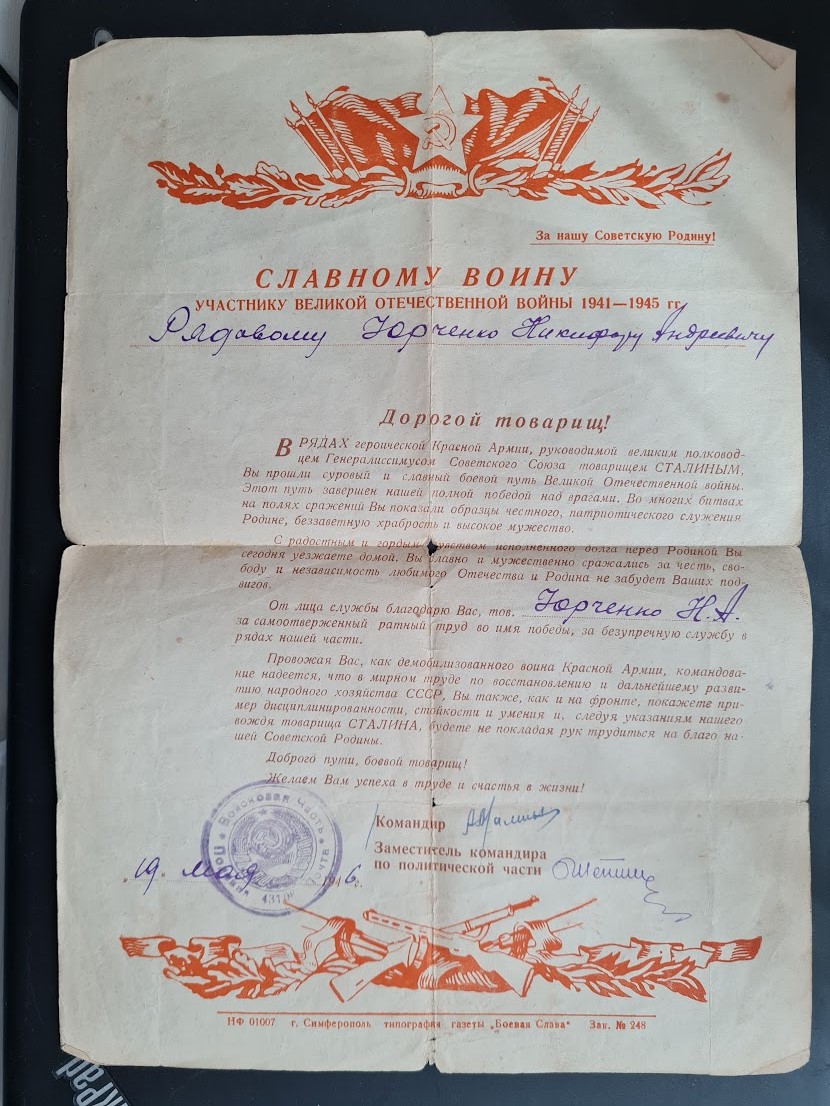 За нашу Советскую Родину!
СЛАВНОМУ ВОИНУ
УЧАСТНИКУ ВЕЛИКОЙ ОТЕЧЕСТВЕННОЙ ВОЙНЫ 1941—1945 гг.
Рядовому Юрченко Никифору Андреевичу
Дорогой товарищ!
В РЯДАХ героической Красной Армии, руководимой великим полковод-
цем Генералиссимусом Советского Союза товарищем СТАЛИНЫМ,
Вы прошли суровый и славный боевой путь Великой Отечественной войны.
Этот путь завершен нашей полной победой над врагами. Во многих битвах
на полях сражений Вы показали образцы честного, патриотического служения
Родине, беззаветную храбрость и высокое мужество.
С радостным и гордым чувством исполненного долга перед Родиной Вы
сегодня уезжаете домой. Вы славно и мужественно сражались за честь, сво-
боду и независимость любимого Отечества и Родина не забудет Ваших под-
вигов.
От лица службы благодарю Вас, тов. Юрченко Н. А.
за самоотверженный ратный труд во имя победы, за безупречную службу в
рядах нашей части.
Провожая Вас, как демобилизованного воина Красной Армии, командова-
ние надеется, что в мирном труде по восстановлению и дальнейшему разви-
тию народного хозяйства СССР, Вы также, как и на фронте, покажете при-
мер дисциплинированности, стойкости и умения и, следуя указаниям нашего
вождя товарища СТАЛИНА, будете не покладая рук трудиться на благо на-
шей Советской Родины.
Доброго пути, боевой товарищ!
Желаем Вам успеха в труде и счастья в жизни!
Войсковая Часть
Почта
Командир
Заместитель командира
по политической части
19 мая 1946 г.
НФ 01007 г. Симферополь типография газеты „Боевая Слава“ Зак. № 248